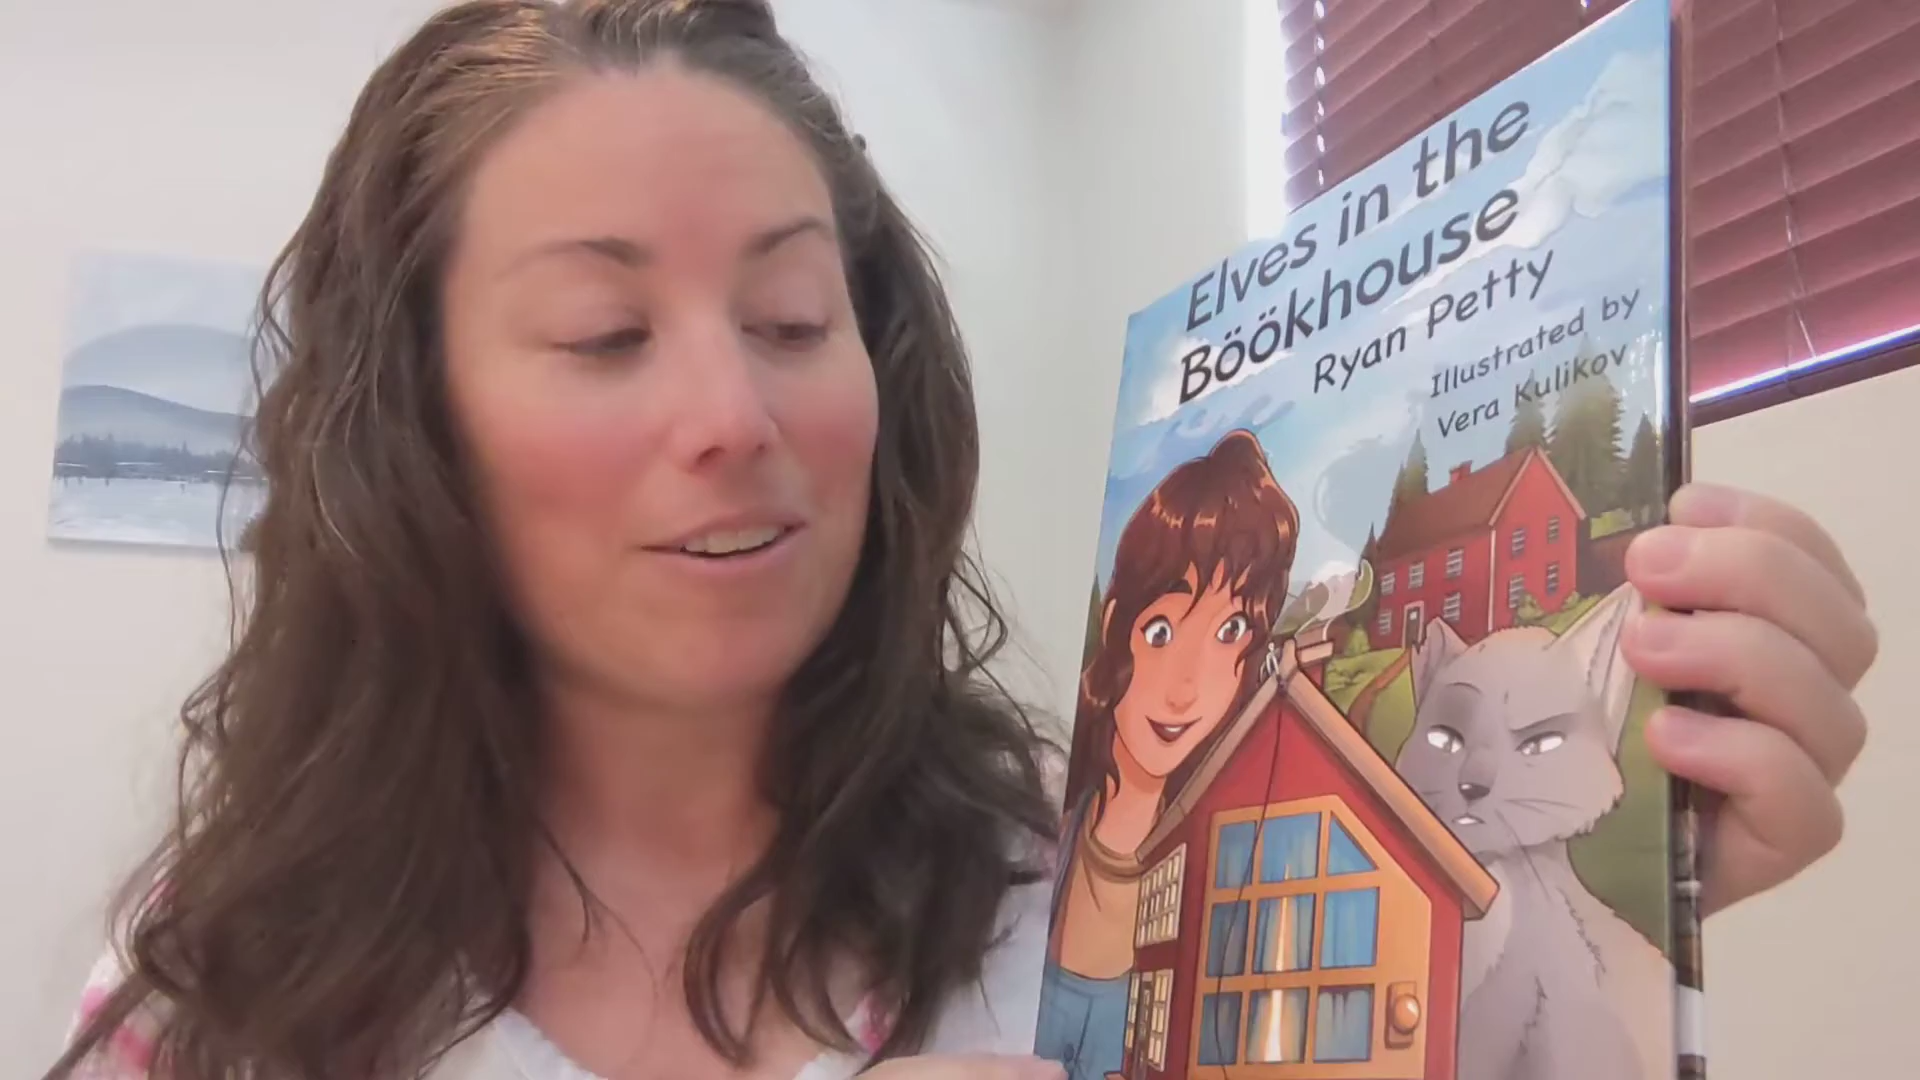 Elves in the
Böökhouse
Ryan Petty
Illustrated by
Vera Kulikov